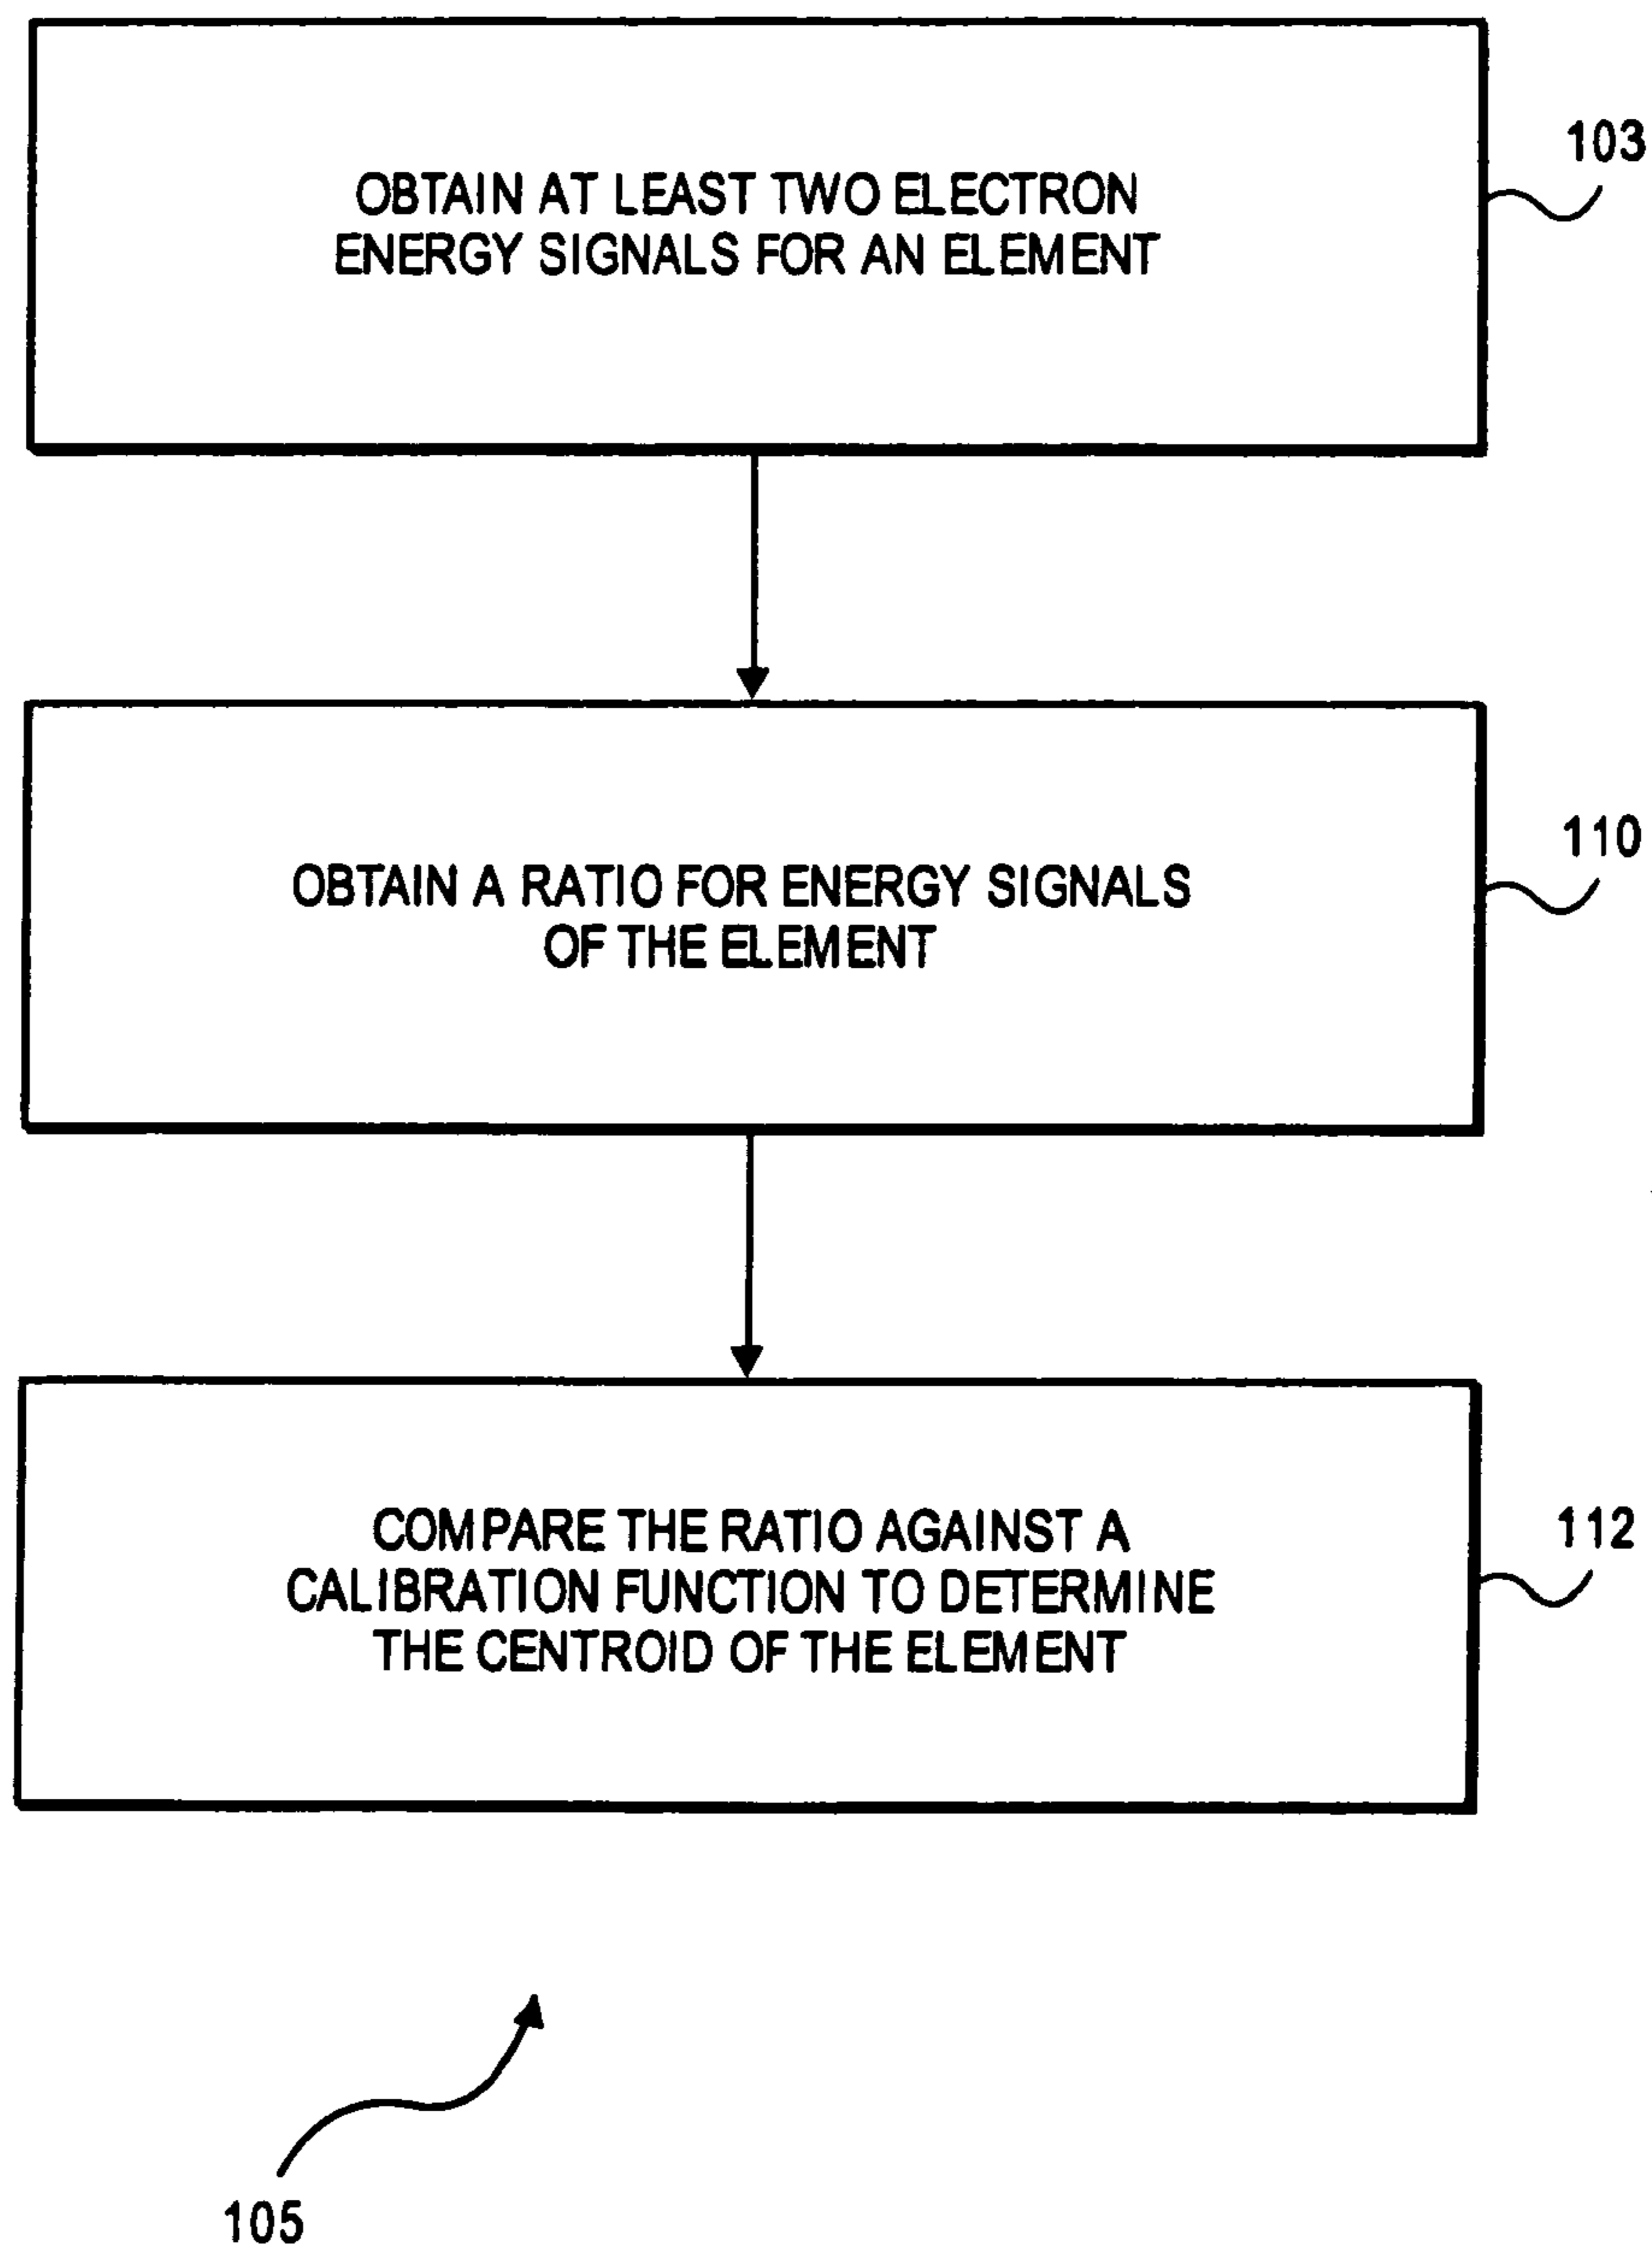 OBTAIN AT LEAST TWO ELECTRON
ENERGY SIGNALS FOR AN ELEMENT
103
OBTAIN A RATIO FOR ENERGY SIGNALS
OF THE ELEMENT
110
COMPARE THE RATIO AGAINST A
CALIBRATION FUNCTION TO DETERMINE
THE CENTROID OF THE ELEMENT
112
105